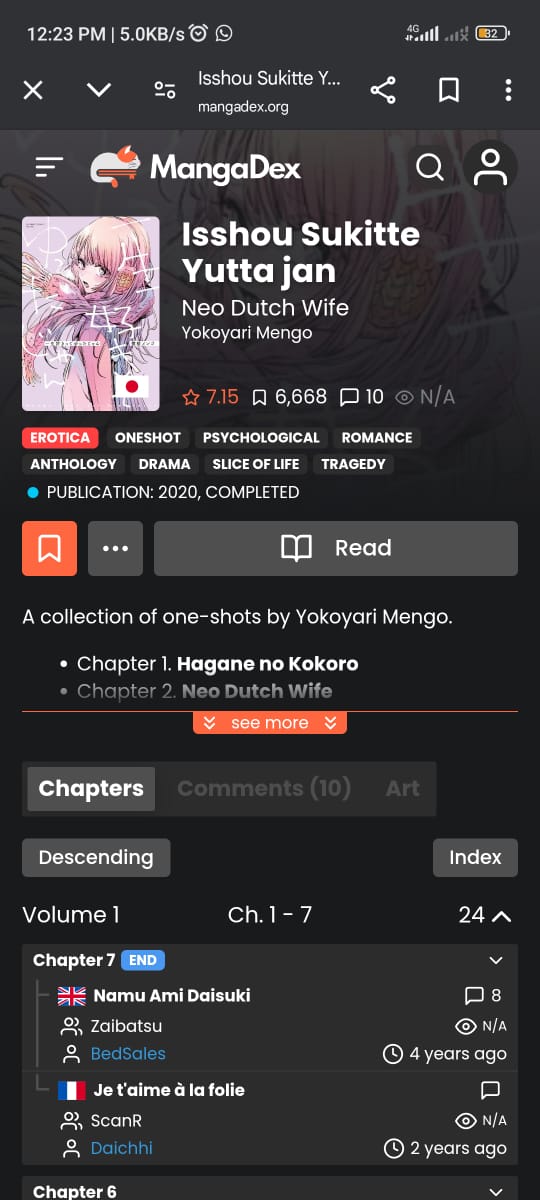 12:23 PM | 5.0KB/s
4G
32
Isshou Sukitte Y...
mangadex.org
MangaDex
Isshou Sukitte
Yutta jan
Neo Dutch Wife
Yokoyari Mengo
7.15 6,668 10 N/A
EROTICA ONESHOT PSYCHOLOGICAL ROMANCE
ANTHOLOGY DRAMA SLICE OF LIFE TRAGEDY
PUBLICATION: 2020, COMPLETED
Read
A collection of one-shots by Yokoyari Mengo.
• Chapter 1. Hagane no Kokoro
• Chapter 2. Neo Dutch Wife
see more
Chapters Comments (10) Art
Descending Index
Volume 1 Ch. 1 - 7 24
Chapter 7 END
Namu Ami Daisuki 8
Zaibatsu N/A
BedSales 4 years ago
Je t'aime à la folie
ScanR N/A
Daichhi 2 years ago
Chapter 6